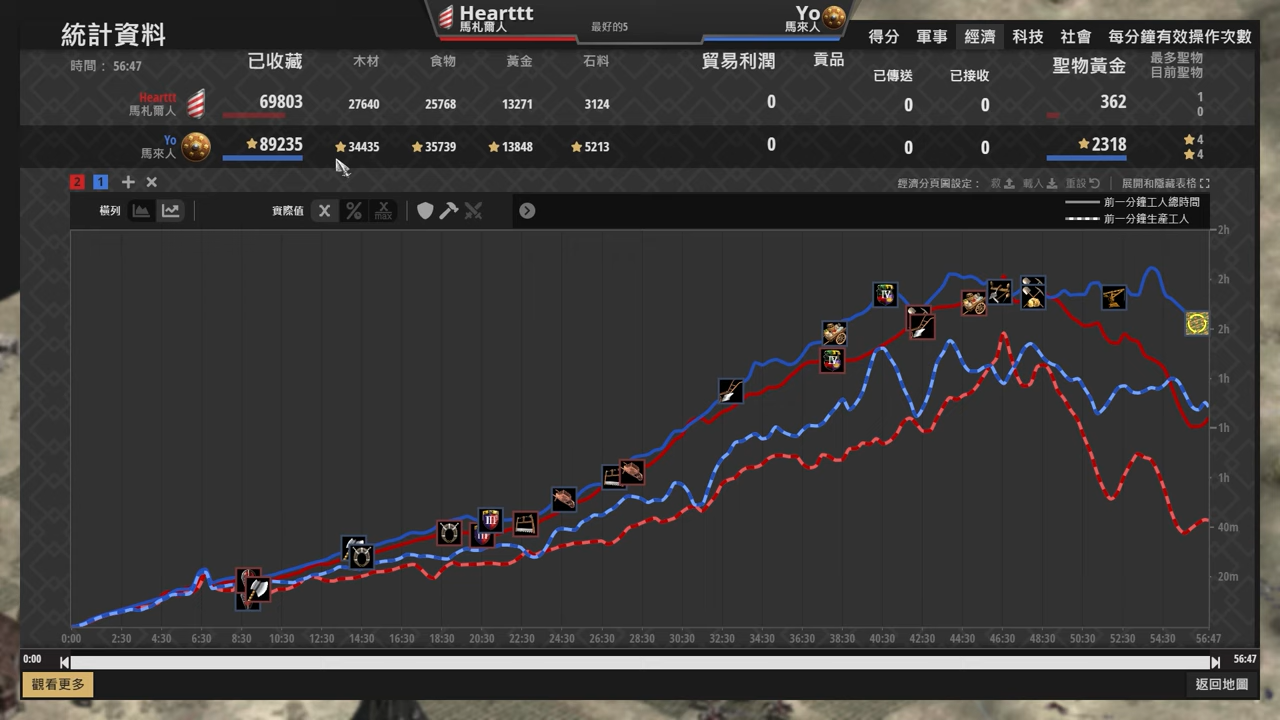 Hearttt
馬札爾人
最好的5
Yo
馬來人
統計資料
得分 軍事 經濟 科技 社會 每分鐘有效操作次數
時間： 56:47
已收藏 木材 食物 黃金 石料 貿易利潤 貢品 已傳送 已接收 聖物黃金 最多聖物
目前聖物
Hearttt
馬札爾人
69803 27640 25768 13271 3124 0 0 0 362 1
0
Yo
馬來人
89235 34435 35739 13848 5213 0 0 0 2318 4
4
2 1
經濟分頁圖設定： 載入 重設 展開和隱藏表格
橫列 實際值 X % X
max
前一分鐘工人總時間
前一分鐘生產工人
2h
2h
2h
1h
1h
1h
40m
20m
0:00 2:30 4:30 6:30 8:30 10:30 12:30 14:30 16:30 18:30 20:30 22:30 24:30 26:30 28:30 30:30 32:30 34:30 36:30 38:30 40:30 42:30 44:30 46:30 48:30 50:30 52:30 54:30 56:47
0:00 56:47
觀看更多 返回地圖